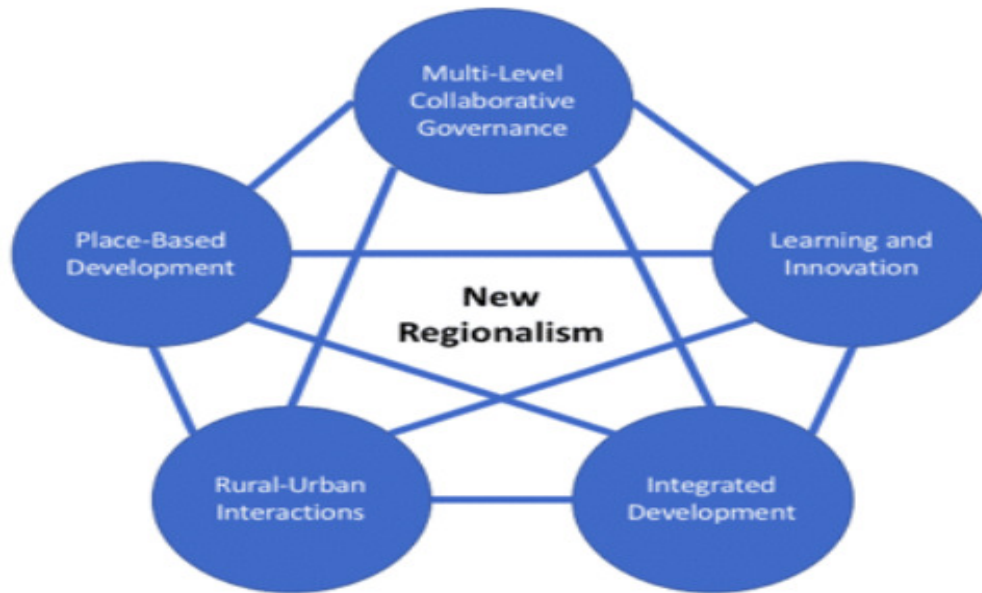 Multi-Level
Collaborative
Governance
Place-Based
Development
Learning and
Innovation
New
Regionalism
Rural-Urban
Interactions
Integrated
Development